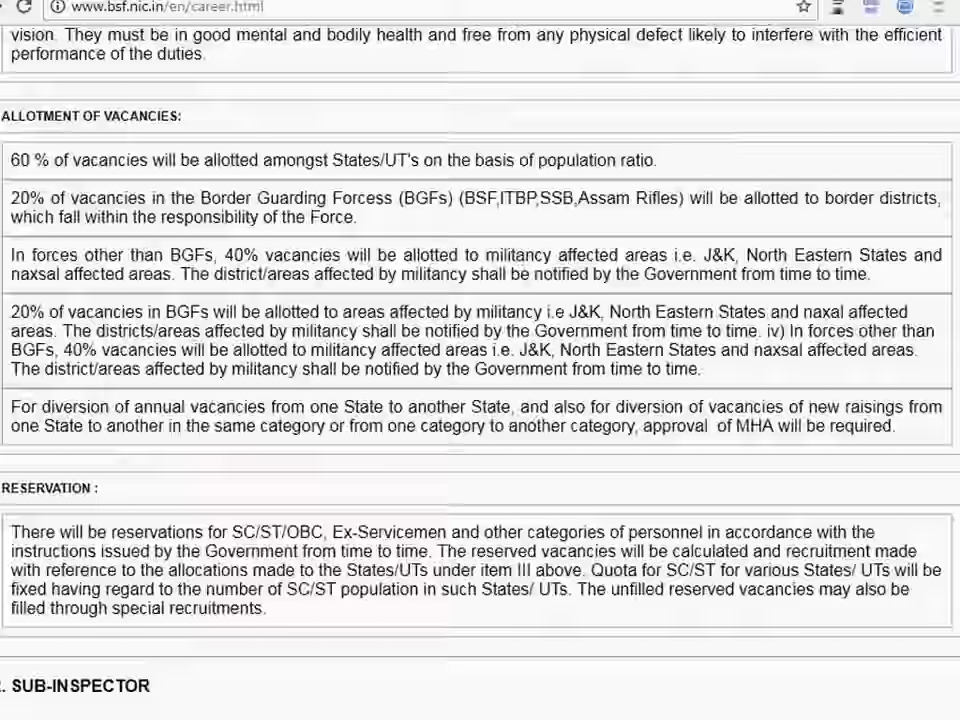 www.bsf.nic.in/en/career.html
vision. They must be in good mental and bodily health and free from any physical defect likely to interfere with the efficient
performance of the duties.
ALLOTMENT OF VACANCIES:
60 % of vacancies will be allotted amongst States/UT's on the basis of population ratio.
20% of vacancies in the Border Guarding Forcess (BGFs) (BSF,ITBP,SSB,Assam Rifles) will be allotted to border districts,
which fall within the responsibility of the Force.
In forces other than BGFs, 40% vacancies will be allotted to militancy affected areas i.e. J&K, North Eastern States and
naxsal affected areas. The district/areas affected by militancy shall be notified by the Government from time to time.
20% of vacancies in BGFs will be allotted to areas affected by militancy i.e J&K, North Eastern States and naxal affected
areas. The districts/areas affected by militancy shall be notified by the Government from time to time. iv) In forces other than
BGFs, 40% vacancies will be allotted to militancy affected areas i.e. J&K, North Eastern States and naxsal affected areas.
The district/areas affected by militancy shall be notified by the Government from time to time.
For diversion of annual vacancies from one State to another State, and also for diversion of vacancies of new raisings from
one State to another in the same category or from one category to another category, approval of MHA will be required.
RESERVATION :
There will be reservations for SC/ST/OBC, Ex-Servicemen and other categories of personnel in accordance with the
instructions issued by the Government from time to time. The reserved vacancies will be calculated and recruitment made
with reference to the allocations made to the States/UTs under item III above. Quota for SC/ST for various States/ UTs will be
fixed having regard to the number of SC/ST population in such States/ UTs. The unfilled reserved vacancies may also be
filled through special recruitments.
. SUB-INSPECTOR